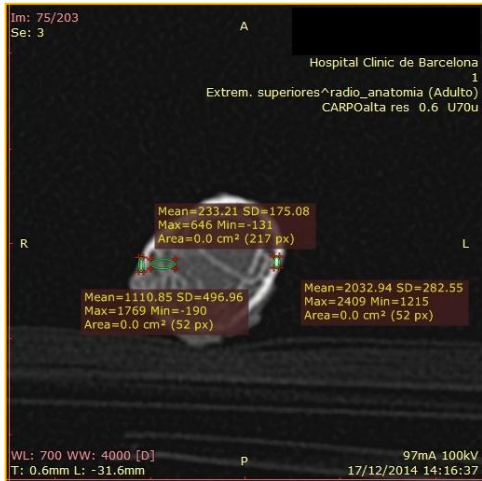 Im: 75/203
Se: 3
A
Hospital Clinic de Barcelona
1
Extrem. superiores^radio_anatomia (Adulto)
CARPOalta res 0.6 U70u
Mean=233.21 SD=175.08
Max=646 Min=-131
Area=0.0 cm² (217 px)
R
L
Mean=1110.85 SD=496.96
Max=1769 Min=-190
Area=0.0 cm² (52 px)
Mean=2032.94 SD=282.55
Max=2409 Min=1215
Area=0.0 cm² (52 px)
WL: 700 WW: 4000 [D]
T: 0.6mm L: -31.6mm
P
97mA 100kV
17/12/2014 14:16:37